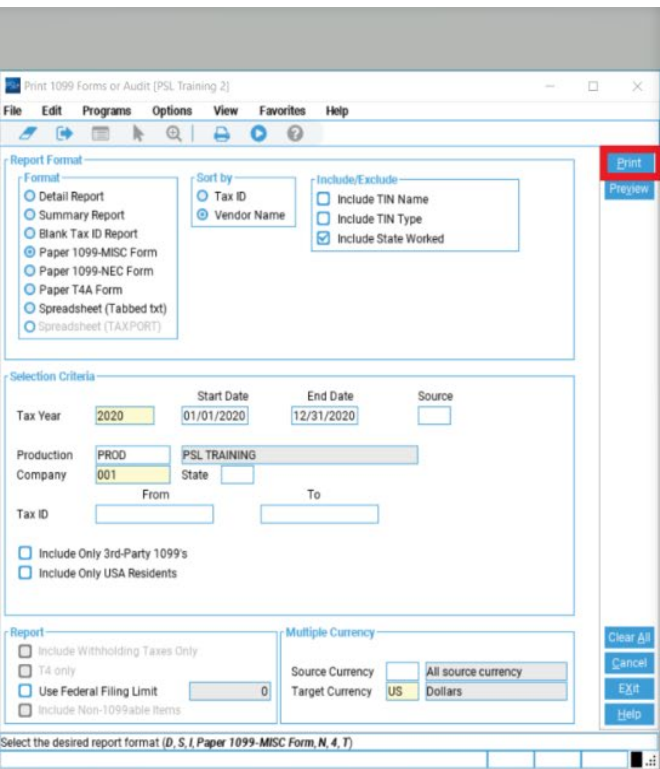 PSL Print 1099 Forms or Audit [PSL Training 2]
File Edit Programs Options View Favorites Help
Report Format
Format
Detail Report
Summary Report
Blank Tax ID Report
Paper 1099-MISC Form
Paper 1099-NEC Form
Paper T4A Form
Spreadsheet (Tabbed txt)
Spreadsheet (TAXPORT)
Sort by
Tax ID
Vendor Name
Include/Exclude
Include TIN Name
Include TIN Type
Include State Worked
Print
Preview
Selection Criteria
Start Date End Date Source
Tax Year 2020 01/01/2020 12/31/2020
Production PROD PSL TRAINING
Company 001 State
From To
Tax ID
Include Only 3rd-Party 1099's
Include Only USA Residents
Report
Include Withholding Taxes Only
T4 only
Use Federal Filing Limit 0
Include Non-1099able Items
Multiple Currency
Source Currency All source currency
Target Currency US Dollars
Clear All
Cancel
EXit
Help
Select the desired report format (D, S, I, Paper 1099-MISC Form, N, 4, T)